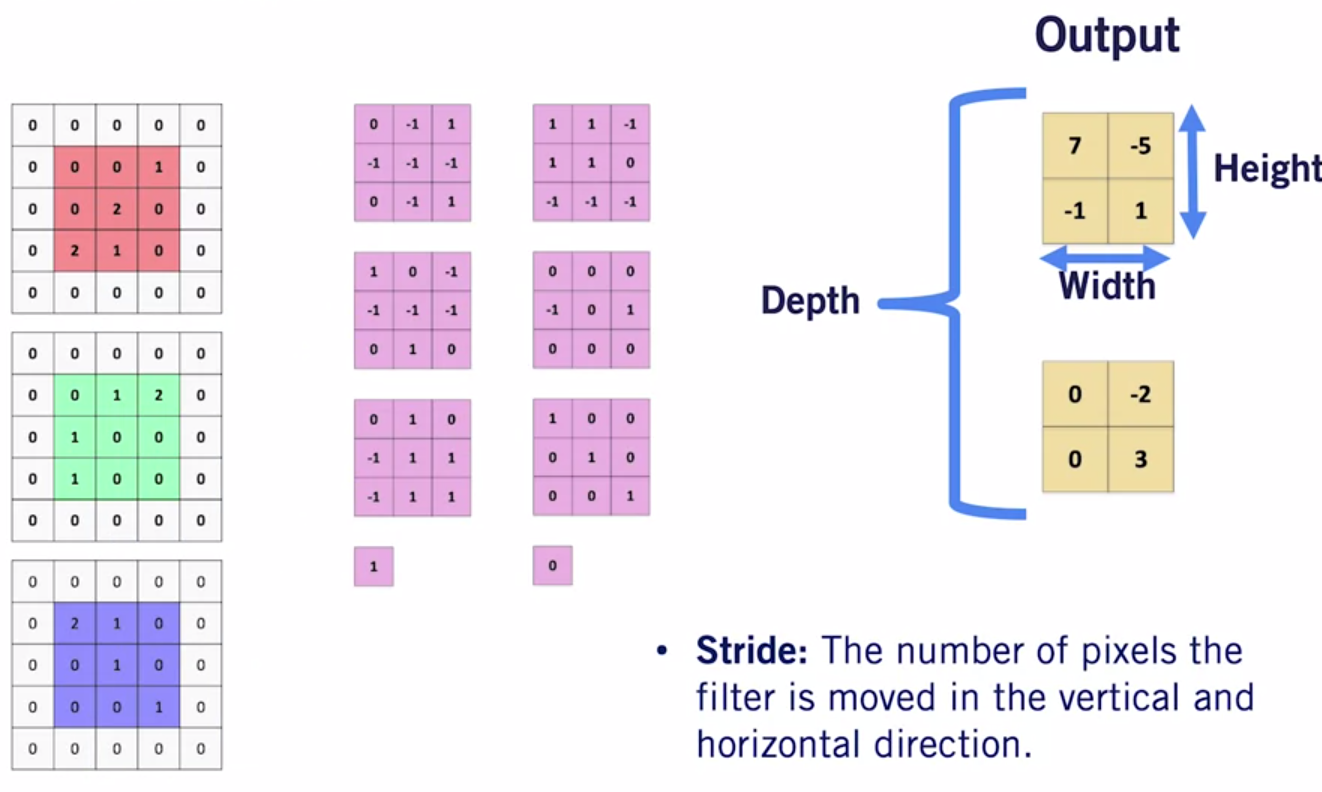 Output
0 0 0 0 0
0 0 0 1 0
0 0 2 0 0
0 2 1 0 0
0 0 0 0 0
0 0 0 0 0
0 0 1 2 0
0 1 0 0 0
0 1 0 0 0
0 0 0 0 0
0 0 0 0 0
0 2 1 0 0
0 0 1 0 0
0 0 0 1 0
0 0 0 0 0
0 -1 1
-1 -1 -1
0 -1 1
1 0 -1
-1 -1 -1
0 1 0
0 1 0
-1 1 1
-1 1 1
1
1 1 -1
1 1 0
-1 -1 -1
0 0 0
-1 0 1
0 0 0
1 0 0
0 1 0
0 0 1
0
Depth
7 -5
-1 1
Height
Width
0 -2
0 3
• Stride: The number of pixels the
filter is moved in the vertical and
horizontal direction.